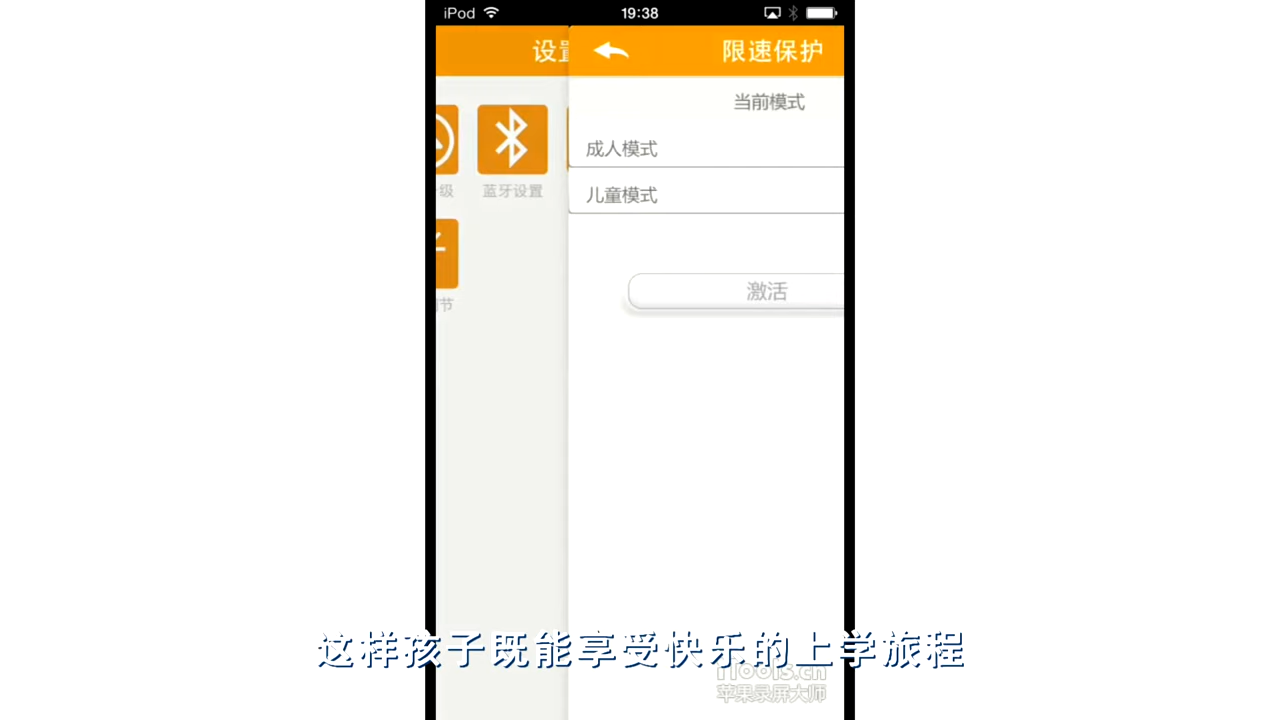 iPod
19:38
设置
限速保护
当前模式
成人模式
儿童模式
激活
级
蓝牙设置
节
这样孩子既能享受快乐的上学旅程
iTools.cn
苹果录屏大师